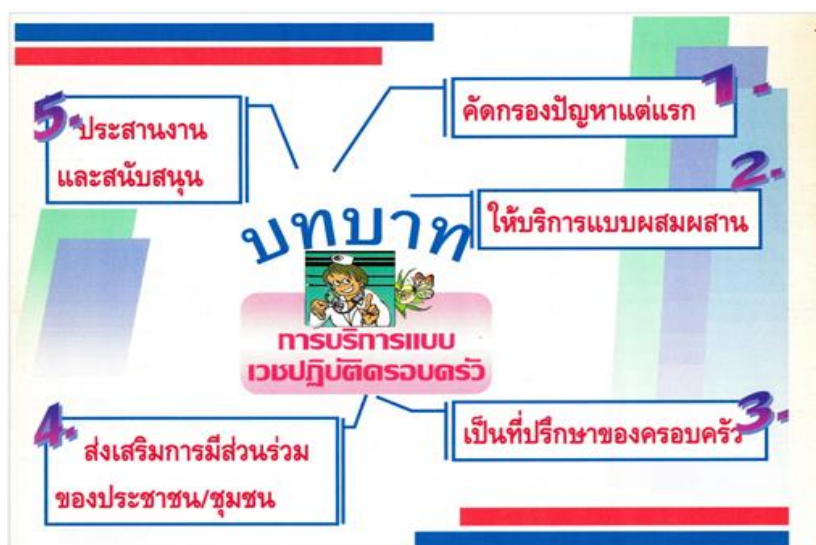 บทบาท
การบริการแบบ
เวชปฏิบัติครอบครัว
1.
คัดกรองปัญหาแต่แรก
2.
ให้บริการแบบผสมผสาน
3.
เป็นที่ปรึกษาของครอบครัว
4.
ส่งเสริมการมีส่วนร่วม
ของประชาชน/ชุมชน
5.
ประสานงาน
และสนับสนุน